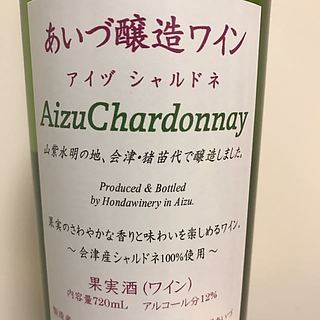 あいづ醸造ワイン
アイヅ シャルドネ
AizuChardonnay
山紫水明の地、会津・猪苗代で醸造しました。
Produced & Bottled
by Hondawinery in Aizu.
果実のさわやかな香りと味わいを楽しめるワイン。
～会津産シャルドネ100%使用～
果実酒(ワイン)
内容量720mL アルコール分12%